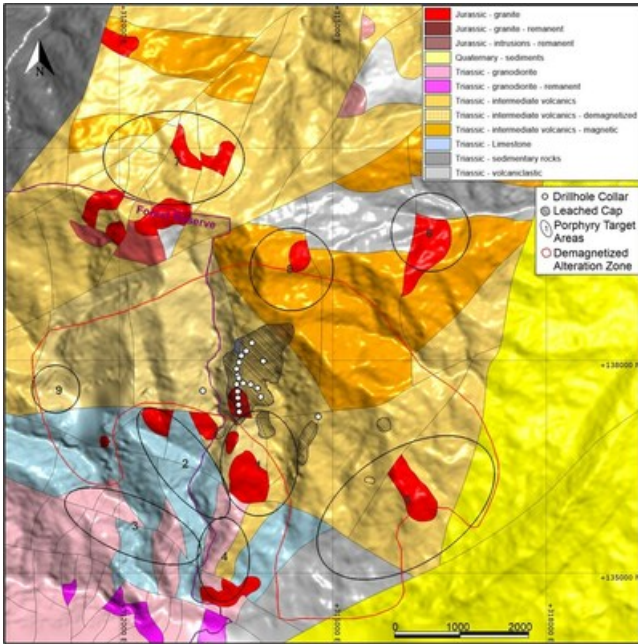 Jurassic - granite
Jurassic - granite - remanent
Jurassic - intrusions - remanent
Quaternary - sediments
Triassic - granodiorite
Triassic - granodiorite - remanent
Triassic - intermediate volcanics
Triassic - intermediate volcanics - demagnetized
Triassic - intermediate volcanics - magnetic
Triassic - Limestone
Triassic - sedimentary rocks
Triassic - volcaniclastic
Drillhole Collar
Leached Cap
Porphyry Target
Areas
Demagnetized
Alteration Zone
N
Reserve
+138000
9
2
3
4
+135000
0
1000
2000